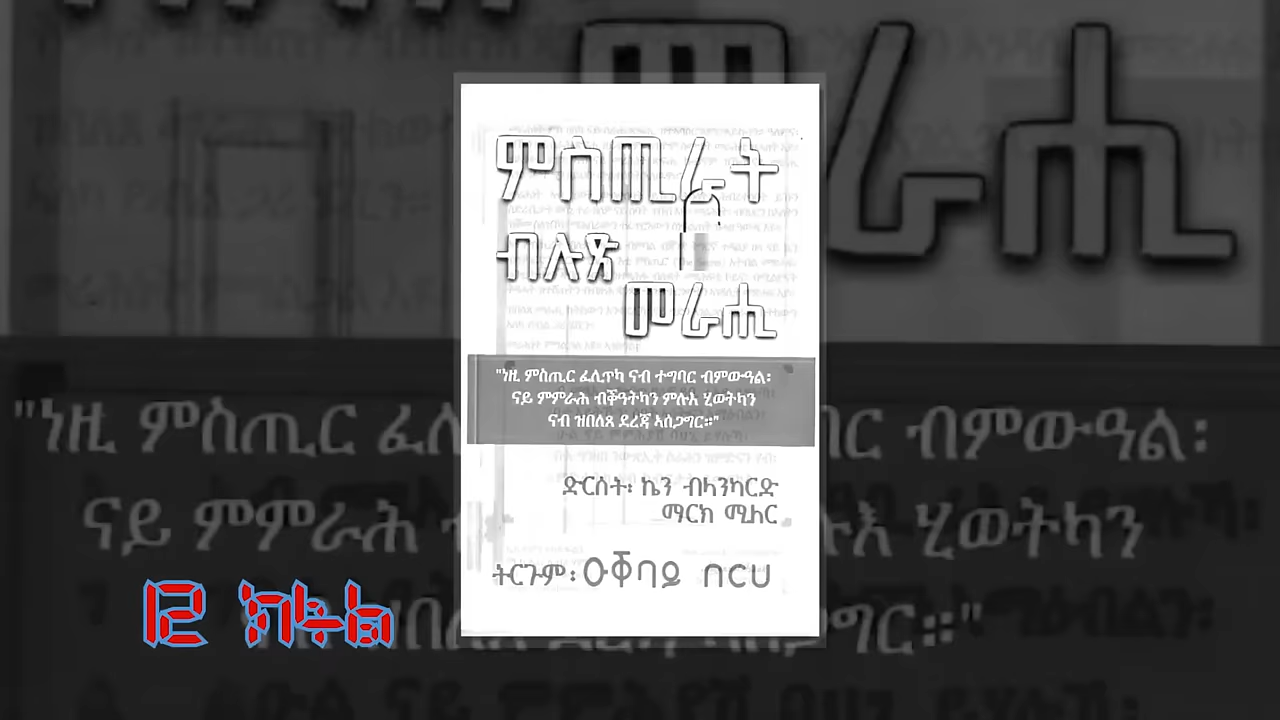 ምስጢራት
ብሉጽ
መራሒ
"ነዚ ምስጢር ፈሊጥካ ናብ ተግባር ብምውዓል፡
ናይ ምምራሕ ብቕዓትካን ምሉእ ሂወትካን
ናብ ዝበለጸ ደረጃ ኣሰጋግር።"
ድርሰት፡ ኬን ብላንካርድ
ማርክ ሚለር
ትርጉም፡ ዑቕባይ በርህ
ክፋል